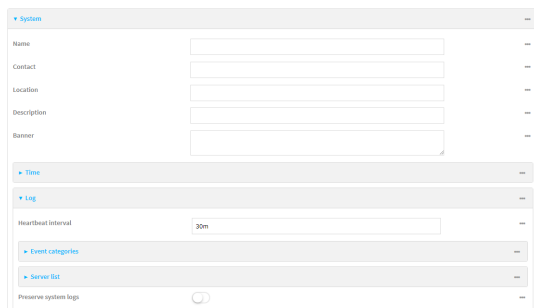 System
Name
Contact
Location
Description
Banner
Time
Log
Heartbeat interval 30m
Event categories
Server list
Preserve system logs